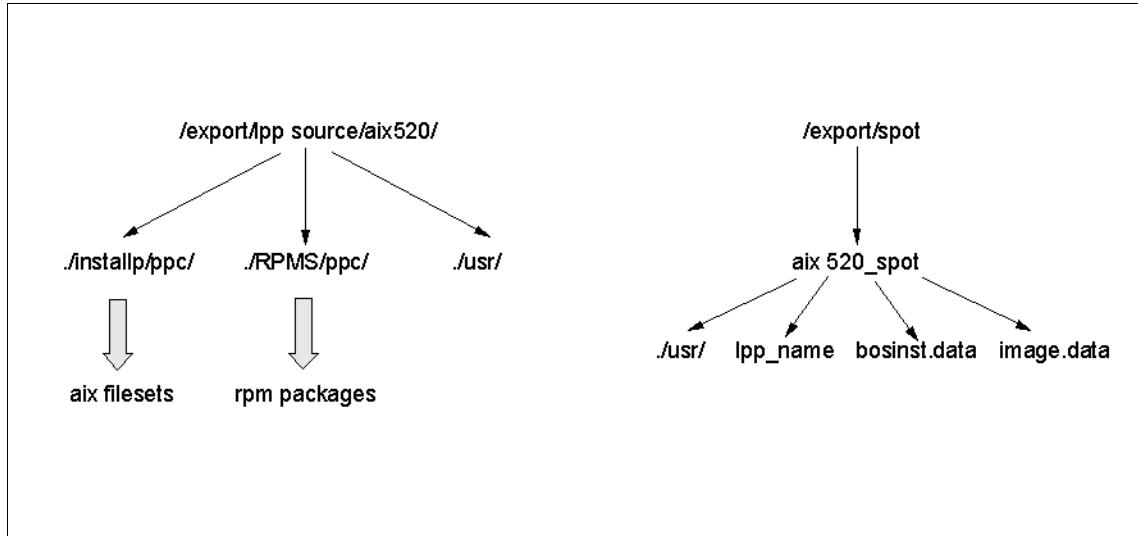 /export/lpp source/aix520/
/export/spot
./installp/ppc/
./RPMS/ppc/
./usr/
aix 520_spot
./usr/
lpp_name
bosinst.data
image.data
aix filesets
rpm packages